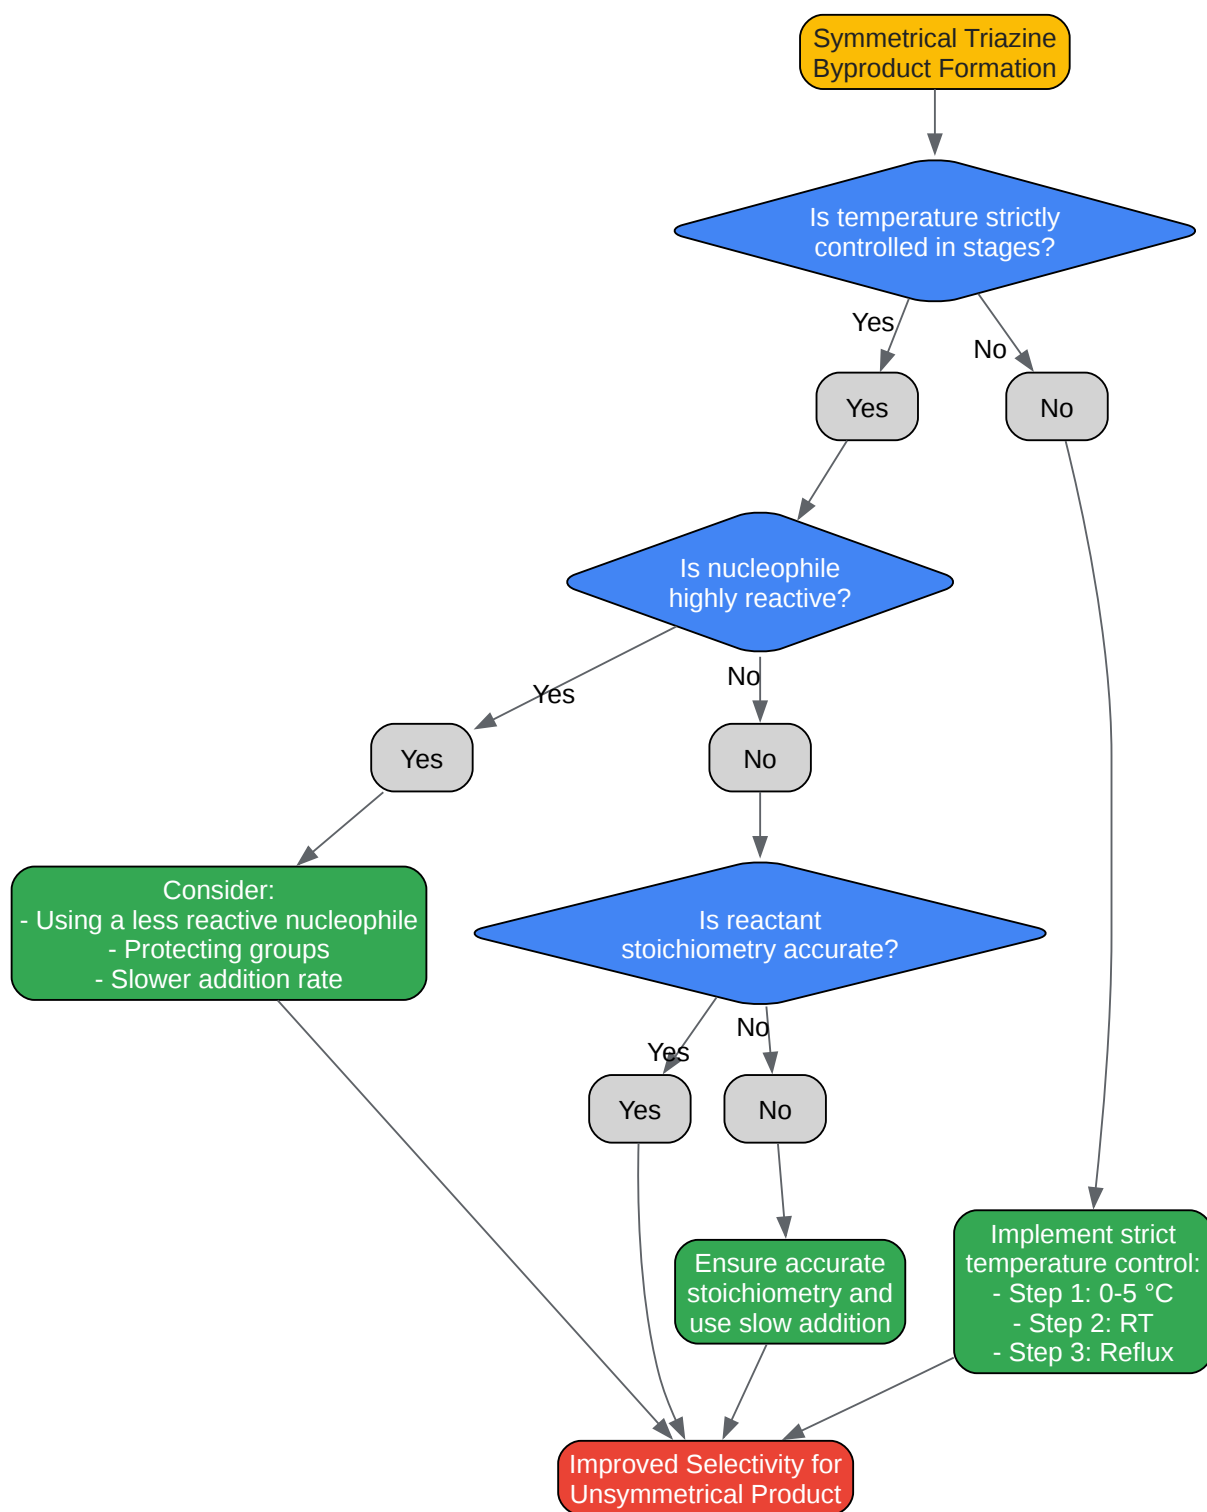 Symmetrical Triazine
Byproduct Formation
Is temperature strictly
controlled in stages?
Yes
No
Yes
No
Is nucleophile
highly reactive?
Yes
No
Yes
No
Consider:
- Using a less reactive nucleophile
- Protecting groups
- Slower addition rate
Is reactant
stoichiometry accurate?
Yes
No
Yes
No
Ensure accurate
stoichiometry and
use slow addition
Implement strict
temperature control:
- Step 1: 0-5 °C
- Step 2: RT
- Step 3: Reflux
Improved Selectivity for
Unsymmetrical Product